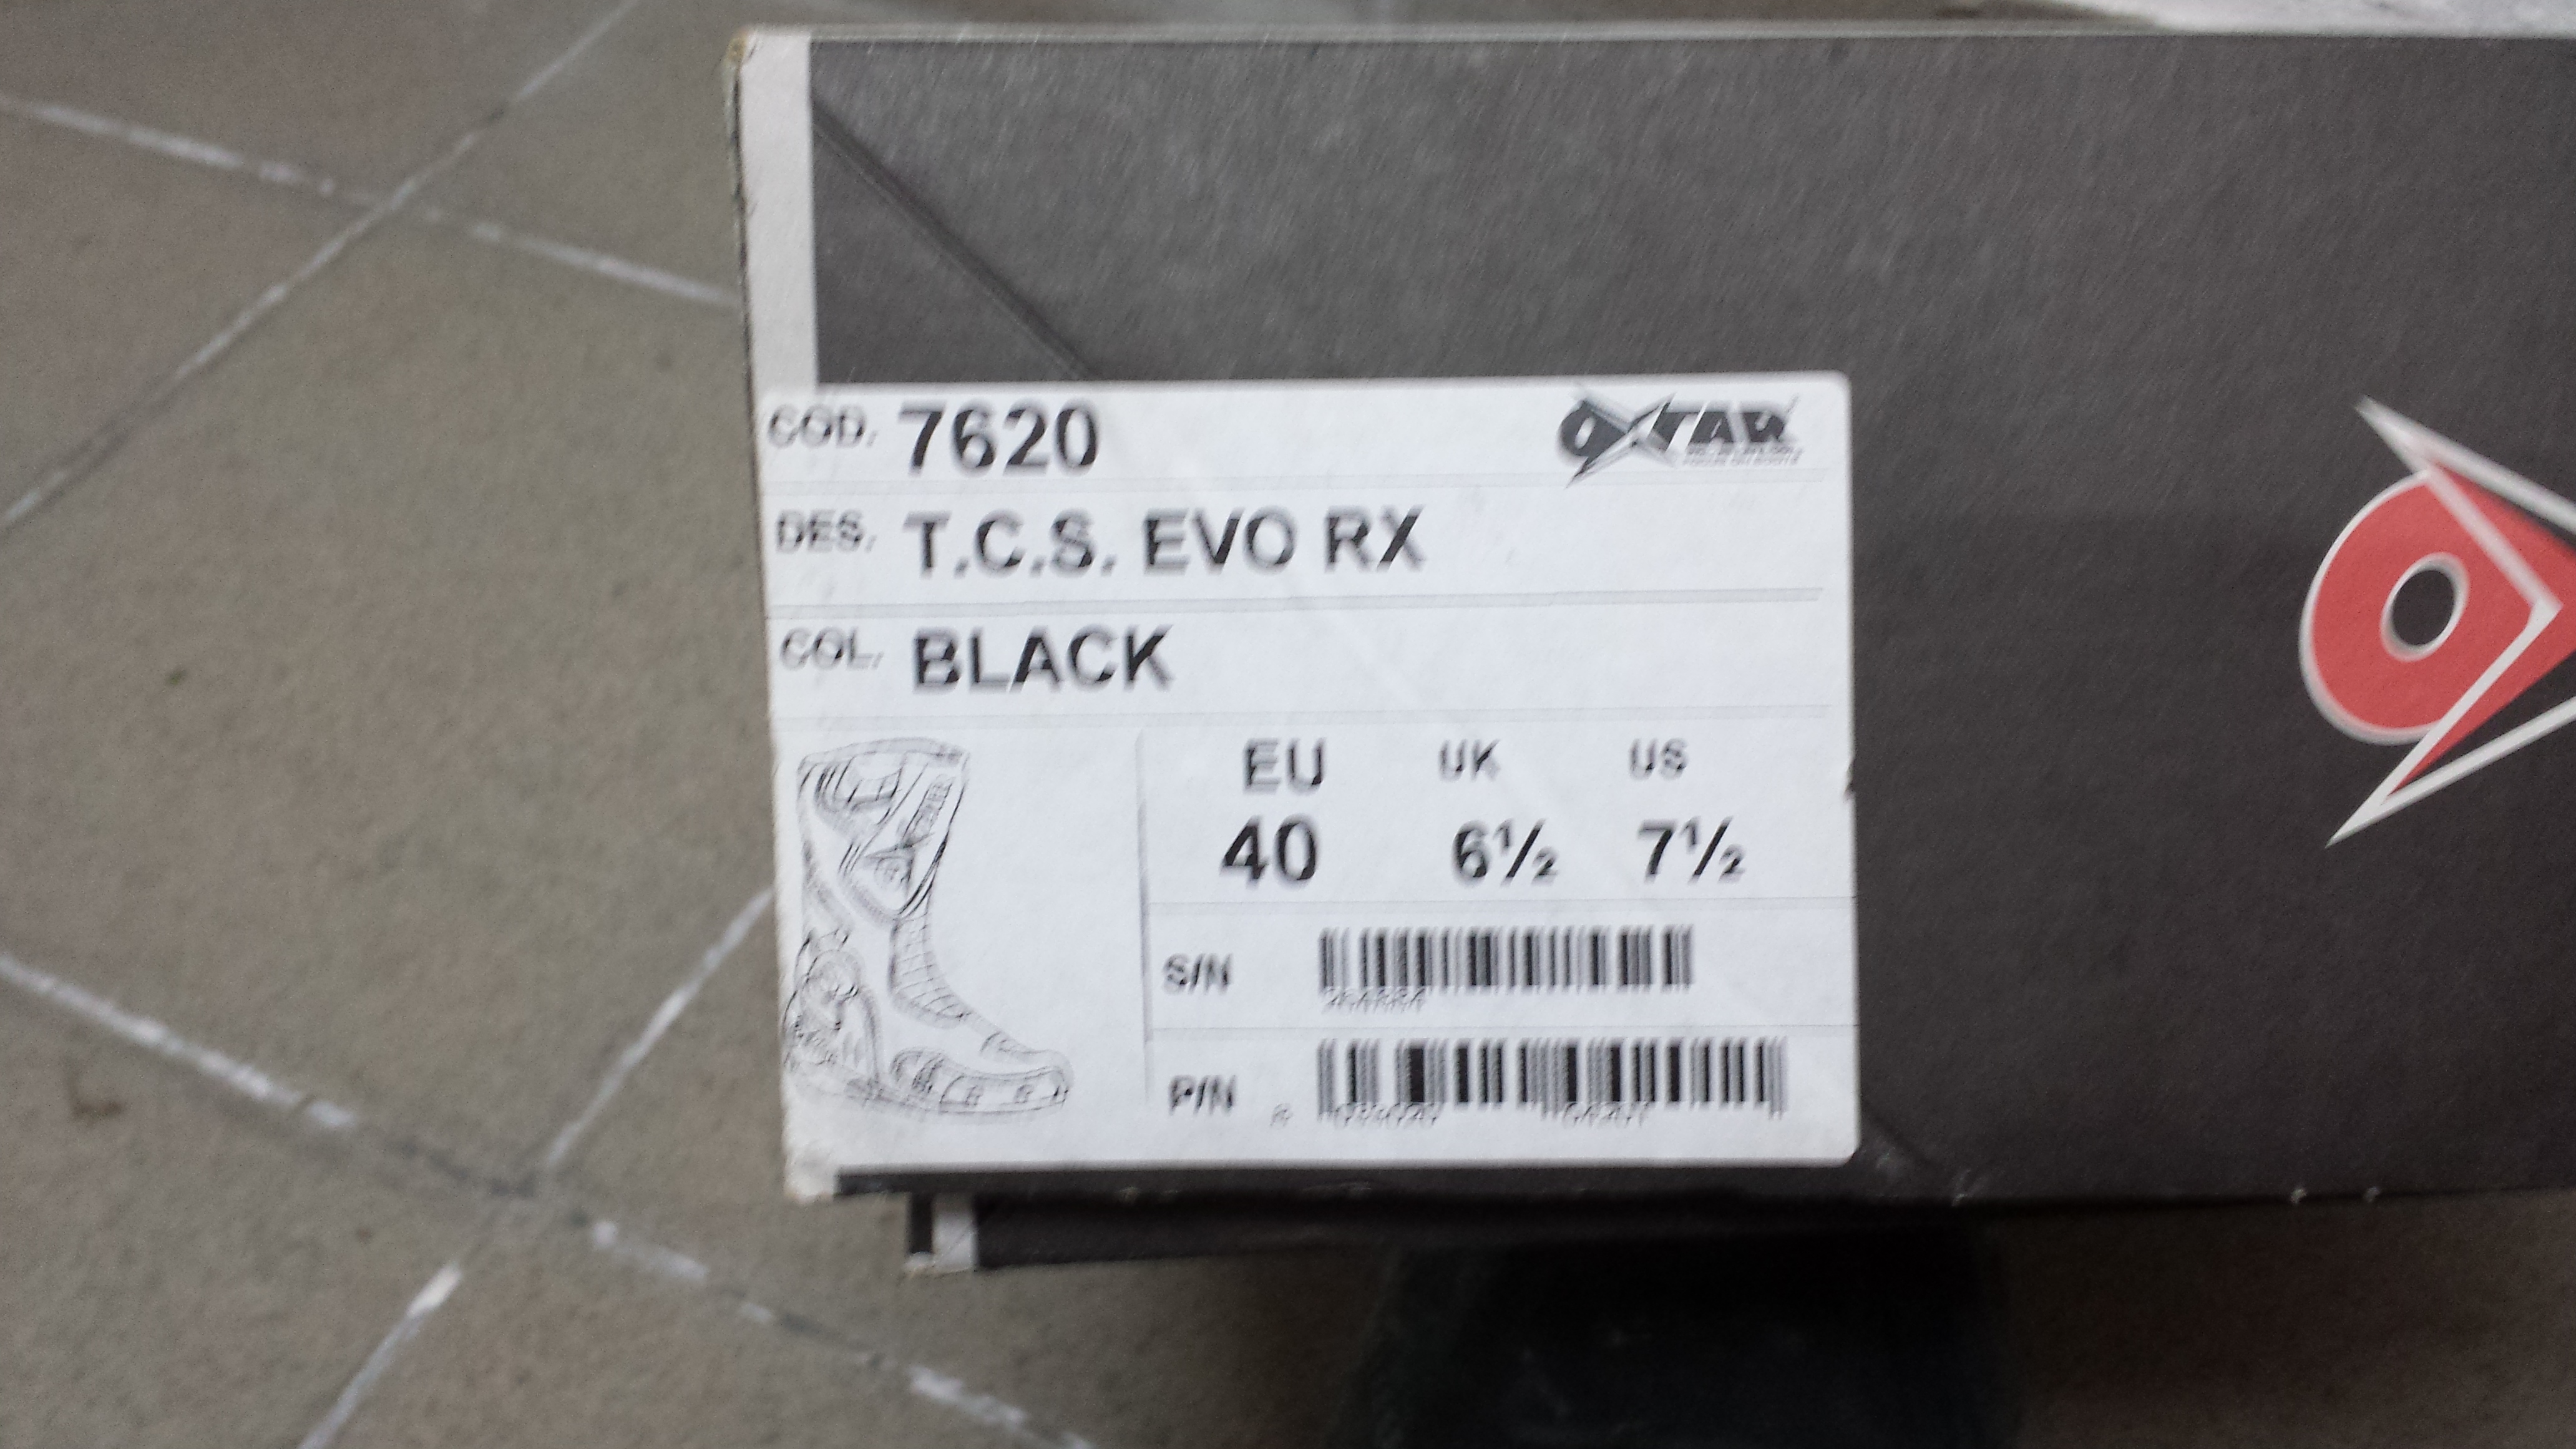 COD. 7620 OXTAR
DES. T.C.S. EVO RX
COL. BLACK
EU UK US
40 6½ 7½
S/N
P/N